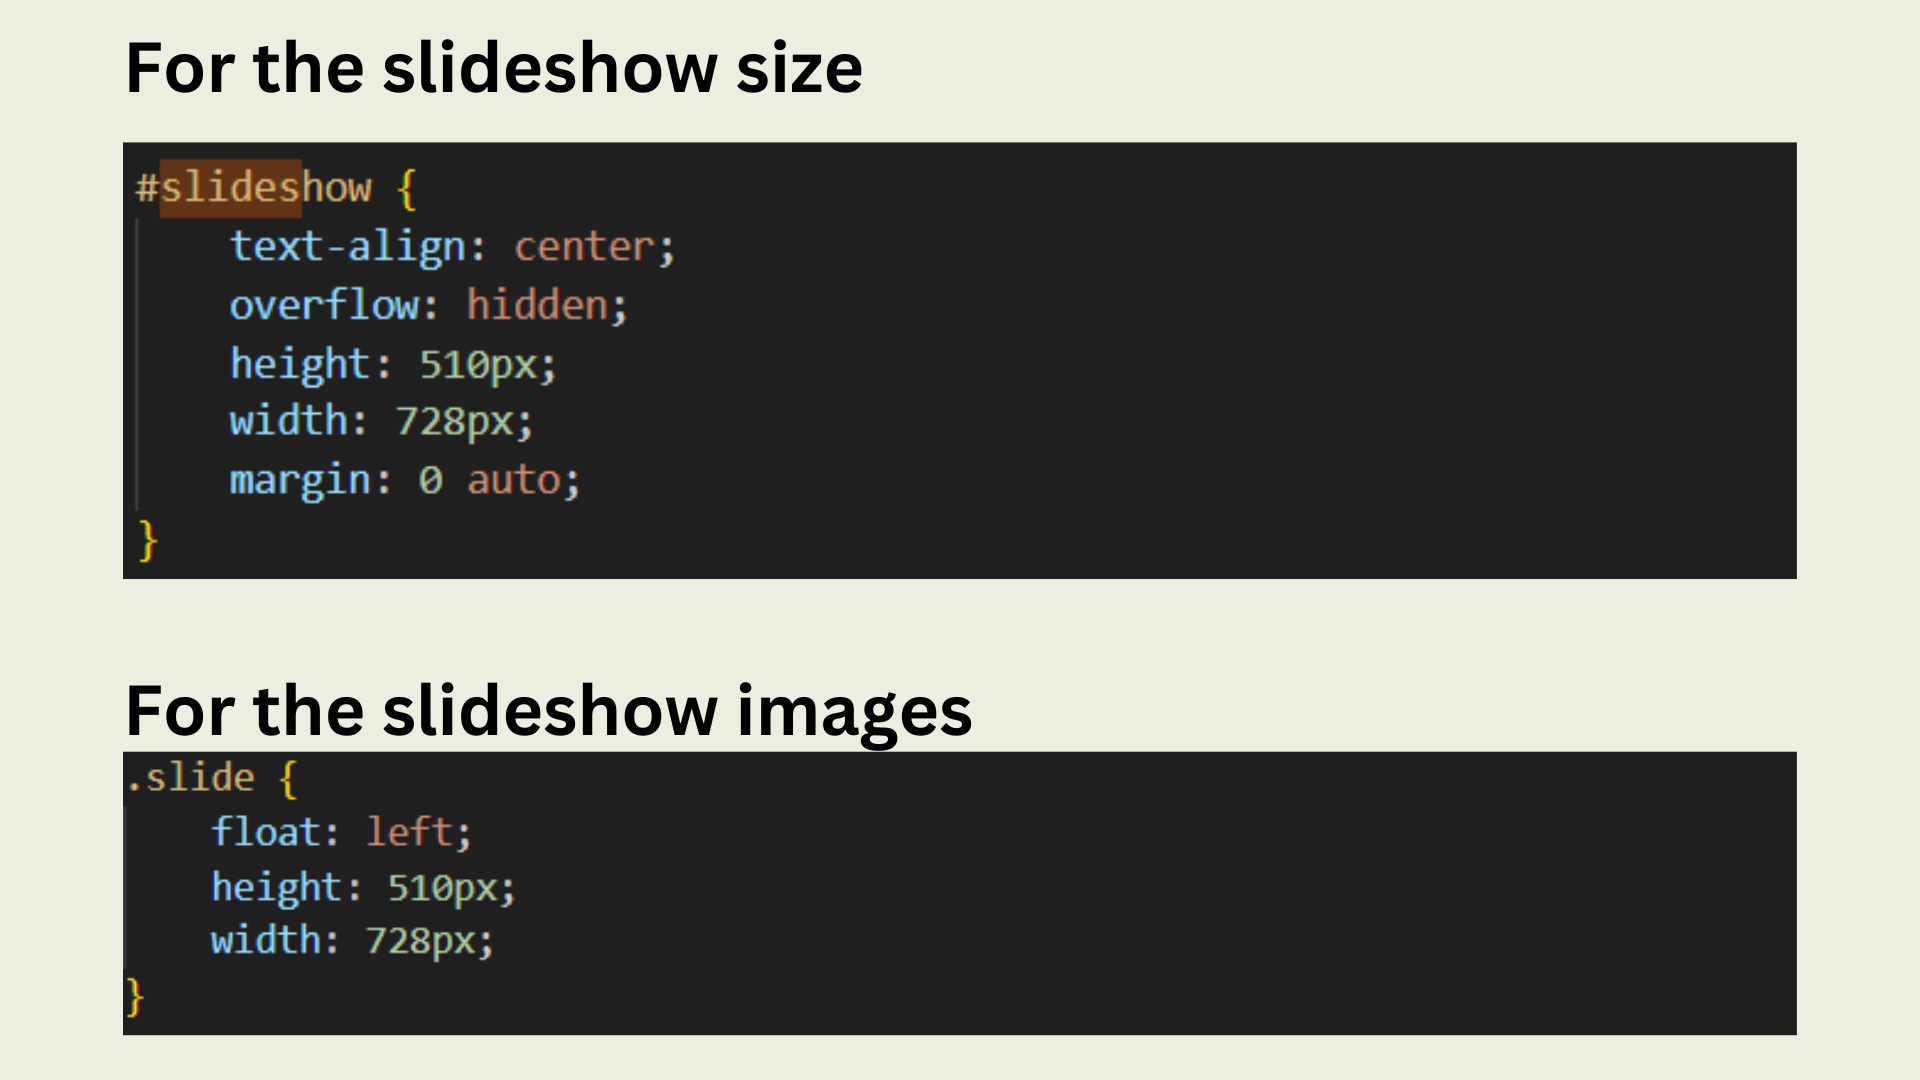 For the slideshow size
#slideshow {
text-align: center;
overflow: hidden;
height: 510px;
width: 728px;
margin: 0 auto;
}
For the slideshow images
.slide {
float: left;
height: 510px;
width: 728px;
}